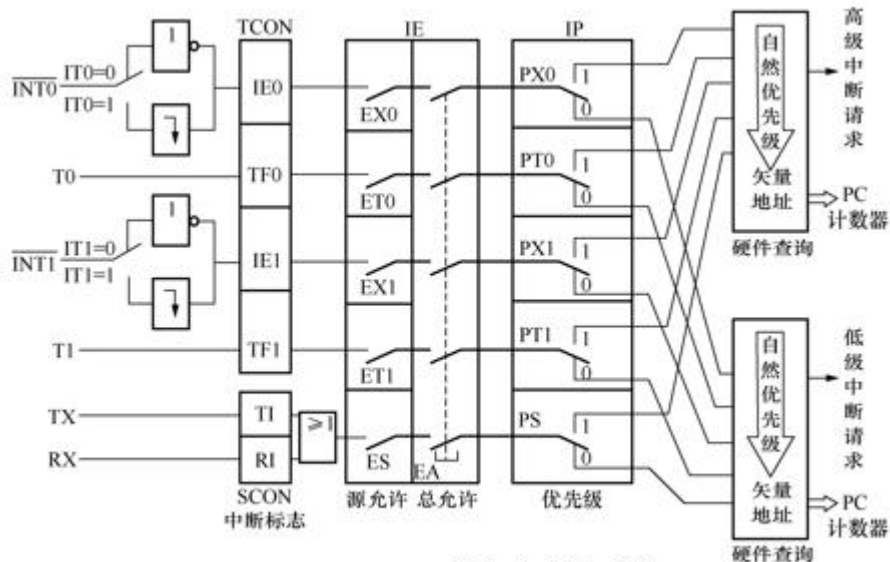 TCON
IE
IP
INT0
IT0=0
IT0=1
1
IE0
EX0
PX0
1
0
T0
TF0
ET0
PT0
1
0
INT1
IT1=0
IT1=1
1
IE1
EX1
PX1
1
0
T1
TF1
ET1
PT1
1
0
TX
TI
RX
RI
≥1
ES
EA
PS
1
0
SCON
中断标志
源允许
总允许
优先级
自然优先级
矢量
地址
硬件查询
高级中断请求
PC
计数器
自然优先级
矢量
地址
硬件查询
低级中断请求
PC
计数器